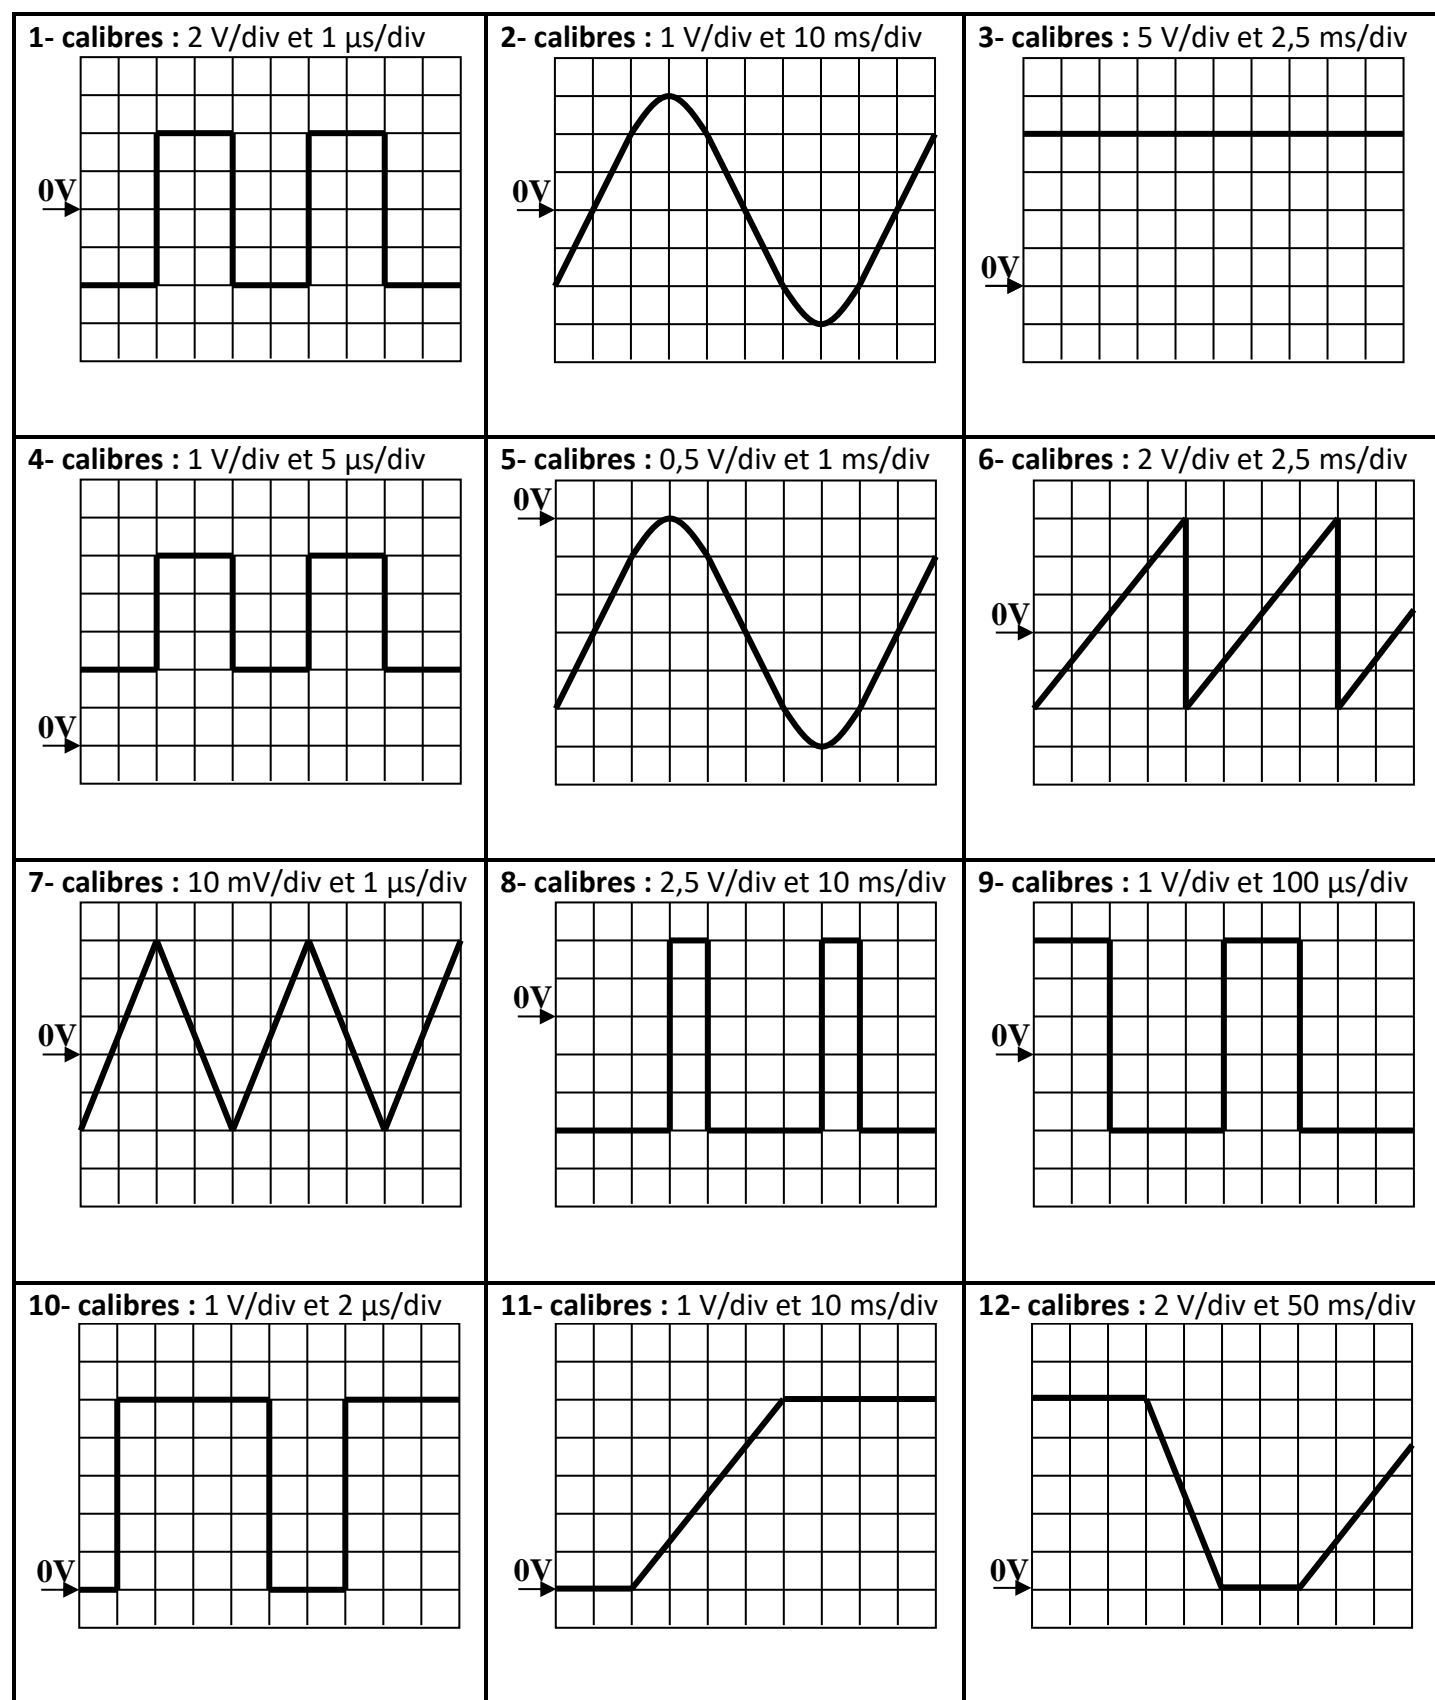 1- calibres : 2 V/div et 1 µs/div
0V
2- calibres : 1 V/div et 10 ms/div
0V
3- calibres : 5 V/div et 2,5 ms/div
0V
4- calibres : 1 V/div et 5 µs/div
0V
5- calibres : 0,5 V/div et 1 ms/div
0V
6- calibres : 2 V/div et 2,5 ms/div
0V
7- calibres : 10 mV/div et 1 µs/div
0V
8- calibres : 2,5 V/div et 10 ms/div
0V
9- calibres : 1 V/div et 100 µs/div
0V
10- calibres : 1 V/div et 2 µs/div
0V
11- calibres : 1 V/div et 10 ms/div
0V
12- calibres : 2 V/div et 50 ms/div
0V